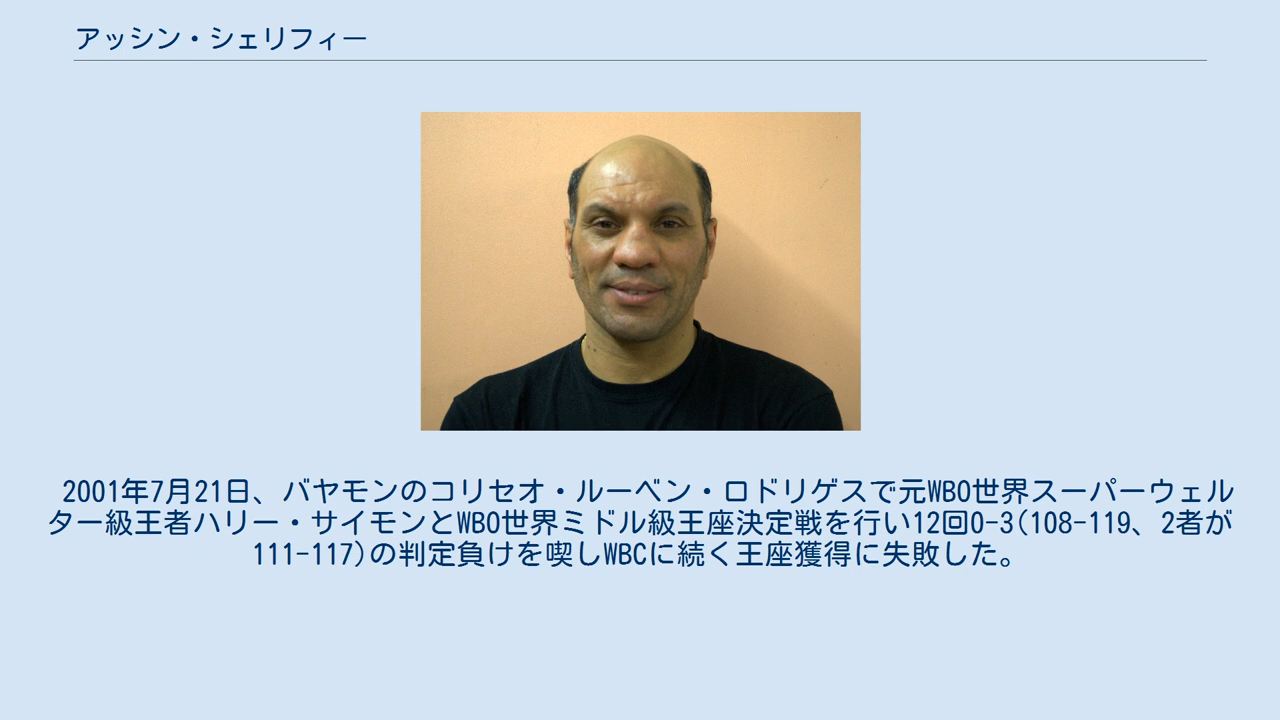 アッシン・シェリフィー
2001年7月21日、バヤモンのコリセオ・ルーベン・ロドリゲスで元WBO世界スーパーウェル
ター級王者ハリー・サイモンとWBO世界ミドル級王座決定戦を行い12回0-3(108-119、2者が
111-117)の判定負けを喫しWBCに続く王座獲得に失敗した。